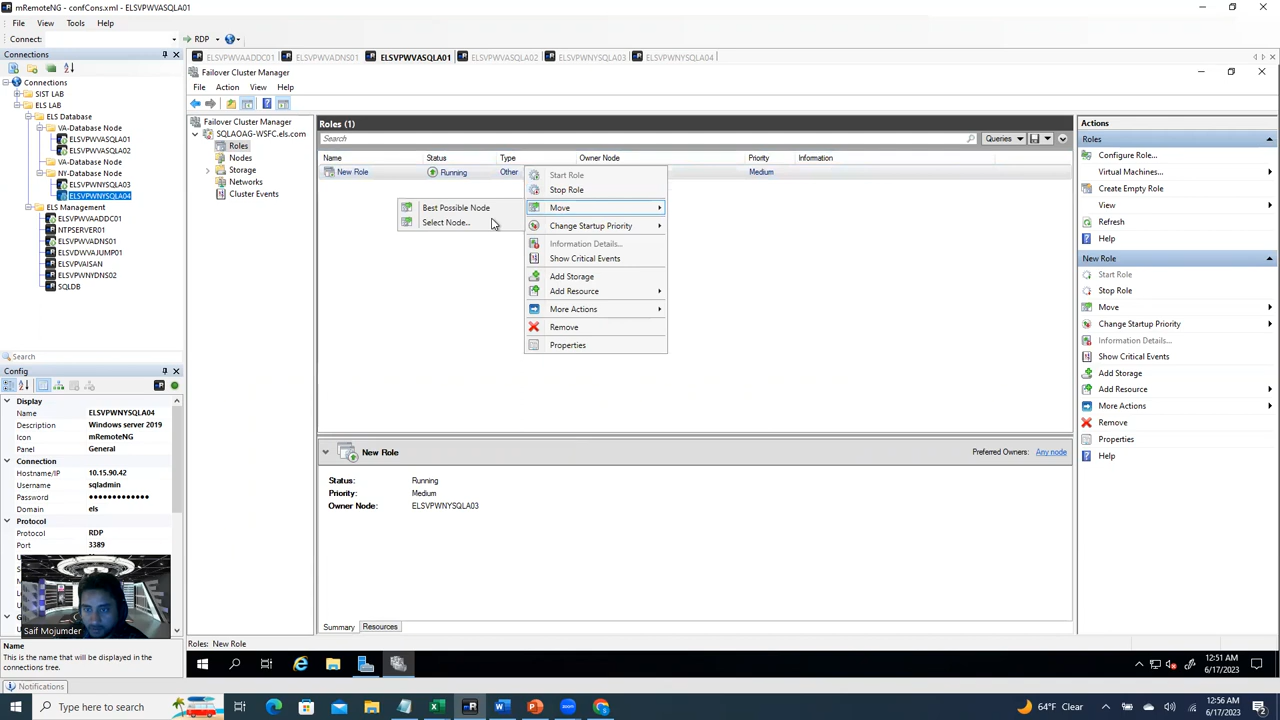 mRemoteNG - confCons.xml - ELSVPWVASQLA01
File View Tools Help
Connect: RDP
Connections
Connections
SIST LAB
ELS LAB
ELS Database
VA-Database Node
ELSVPWVASQLA01
ELSVPWVASQLA02
VA-Database Node
NY-Database Node
ELSVPWNYSQLA03
ELSVPWNYSQLA04
ELS Management
ELSVPWVAADDC01
NTPSERVER01
ELSVPWVADNS01
ELSVDWVAJUMP01
ELSVPVAISAN
ELSVPWNYDNS02
SQLDB
Search
Config
Display
Name ELSVPWNYSQLA04
Description Windows server 2019
Icon mRemoteNG
Panel General
Connection
Hostname/IP 10.15.90.42
Username sqladmin
Password ••••••••••••
Domain els
Protocol
Protocol RDP
Port 3389
Saif Mojumder
Name
This is the name that will be displayed in the connections tree.
Notifications
ELSVPWVAADDC01 ELSVPWVADNS01 ELSVPWVASQLA01 ELSVPWVASQLA02 ELSVPWNYSQLA03 ELSVPWNYSQLA04
Failover Cluster Manager
File Action View Help
Failover Cluster Manager
SQLAOAG-WSFC.els.com
Roles
Nodes
Storage
Networks
Cluster Events
Roles (1)
Search Queries
Name Status Type Owner Node Priority Information
New Role Running Other Medium
Start Role
Stop Role
Move
Change Startup Priority
Information Details...
Show Critical Events
Add Storage
Add Resource
More Actions
Remove
Properties
Best Possible Node
Select Node...
New Role Preferred Owners: Any node
Status: Running
Priority: Medium
Owner Node: ELSVPWNYSQLA03
Summary Resources
Roles: New Role
Actions
Roles
Configure Role...
Virtual Machines...
Create Empty Role
View
Refresh
Help
New Role
Start Role
Stop Role
Move
Change Startup Priority
Information Details...
Show Critical Events
Add Storage
Add Resource
More Actions
Remove
Properties
Help
12:51 AM
6/17/2023
Type here to search
64°F Clear
12:56 AM
6/17/2023